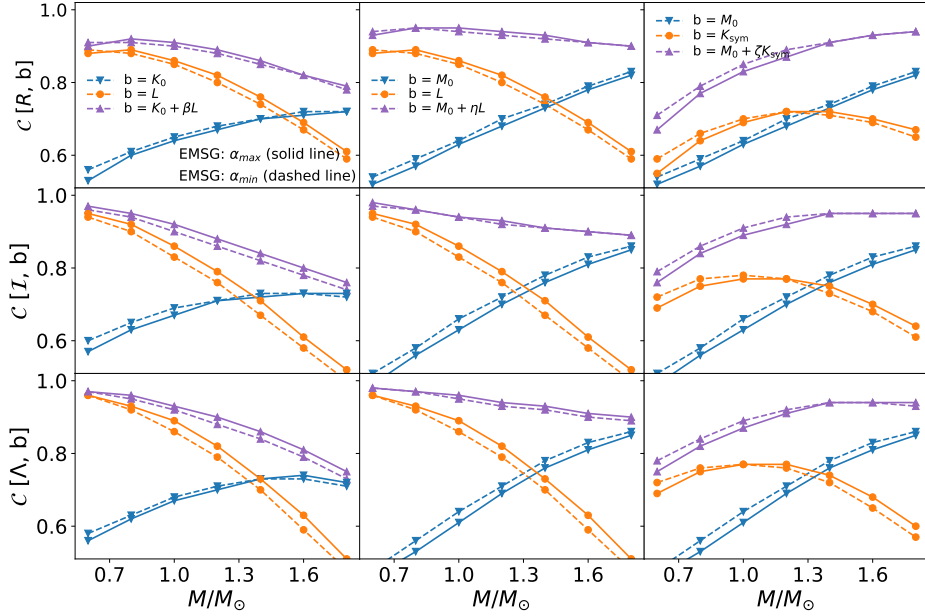 C [R, b]
0.6
0.8
1.0
b = K₀
b = L
b = K₀ + βL
EMSG: αₘₐₓ (solid line)
EMSG: αₘᵢₙ (dashed line)
b = M₀
b = L
b = M₀ + ηL
b = M₀
b = Kₛᵧₘ
b = M₀ + ζKₛᵧₘ
C [I, b]
0.6
0.8
1.0
C [Λ, b]
0.6
0.8
1.0
0.7 1.0 1.3 1.6
0.7 1.0 1.3 1.6
0.7 1.0 1.3 1.6
M/M⊙
M/M⊙
M/M⊙